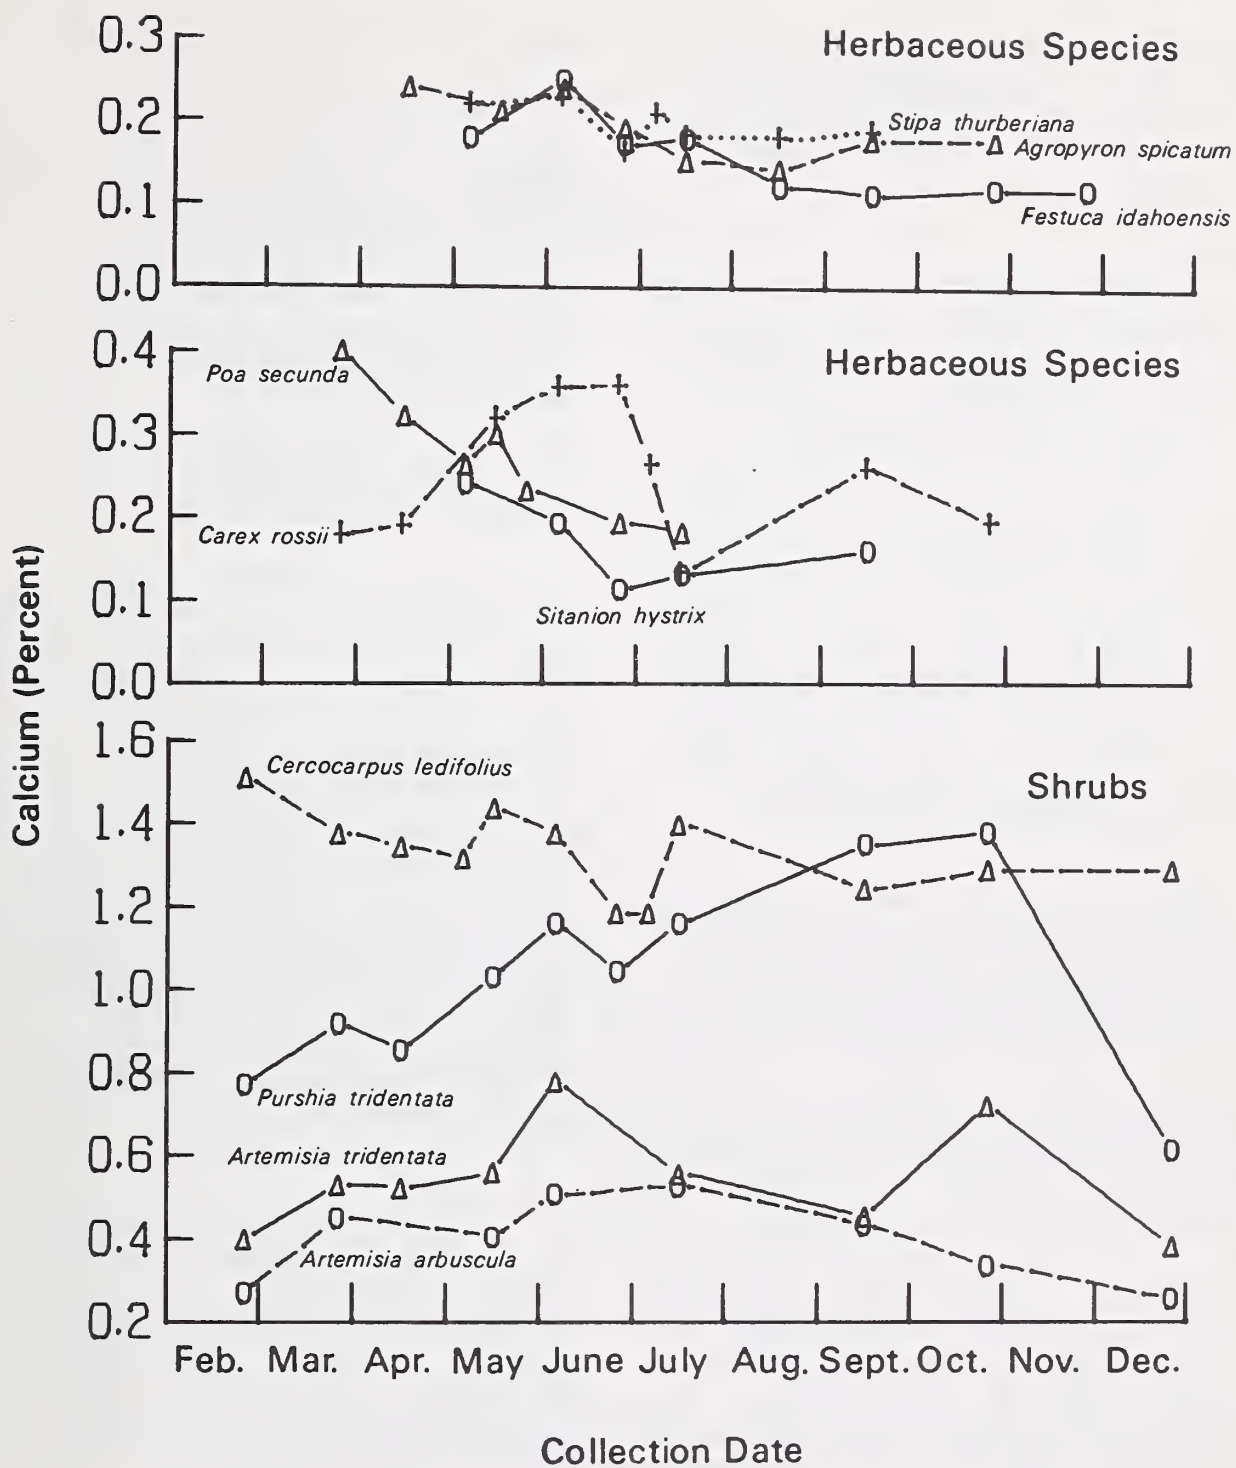 Calcium (Percent)
0.3
0.2
0.1
0.0
Herbaceous Species
Stipa thurberiana
Agropyron spicatum
Festuca idahoensis
0.4
0.3
0.2
0.1
0.0
Herbaceous Species
Poa secunda
Carex rossii
Sitanion hystrix
1.6
1.4
1.2
1.0
0.8
0.6
0.4
0.2
Shrubs
Cercocarpus ledifolius
Purshia tridentata
Artemisia tridentata
Artemisia arbuscula
Feb. Mar. Apr. May June July Aug. Sept. Oct. Nov. Dec.
Collection Date